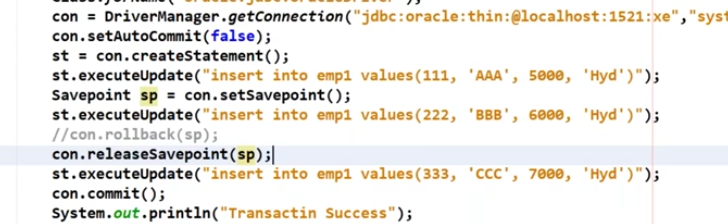 con = DriverManager.getConnection("jdbc:oracle:thin:@localhost:1521:xe","sys
con.setAutoCommit(false);
st = con.createStatement();
st.executeUpdate("insert into emp1 values(111, 'AAA', 5000, 'Hyd')");
Savepoint sp = con.setSavepoint();
st.executeUpdate("insert into emp1 values(222, 'BBB', 6000, 'Hyd')");
//con.rollback(sp);
con.releaseSavepoint(sp);
st.executeUpdate("insert into emp1 values(333, 'CCC', 7000, 'Hyd')");
con.commit();
System.out.println("Transactin Success");